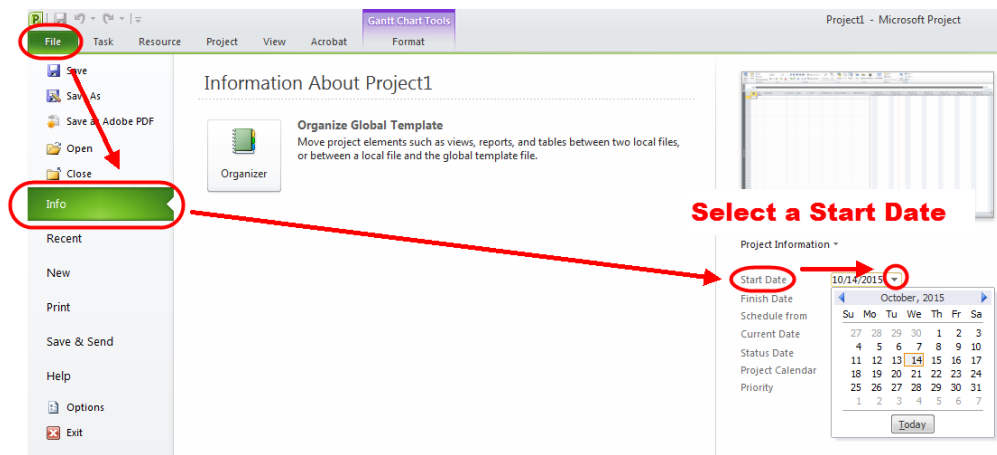 Gantt Chart Tools
Project1 - Microsoft Project
File Task Resource Project View Acrobat Format
Save
Save As
Save as Adobe PDF
Open
Close
Info
Recent
New
Print
Save & Send
Help
Options
Exit
Information About Project1
Organizer
Organize Global Template
Move project elements such as views, reports, and tables between two local files,
or between a local file and the global template file.
Select a Start Date
Project Information
Start Date 10/14/2015
Finish Date
Schedule from
Current Date
Status Date
Project Calendar
Priority
October, 2015
Su Mo Tu We Th Fr Sa
27 28 29 30 1 2 3
4 5 6 7 8 9 10
11 12 13 14 15 16 17
18 19 20 21 22 23 24
25 26 27 28 29 30 31
1 2 3 4 5 6 7
Today